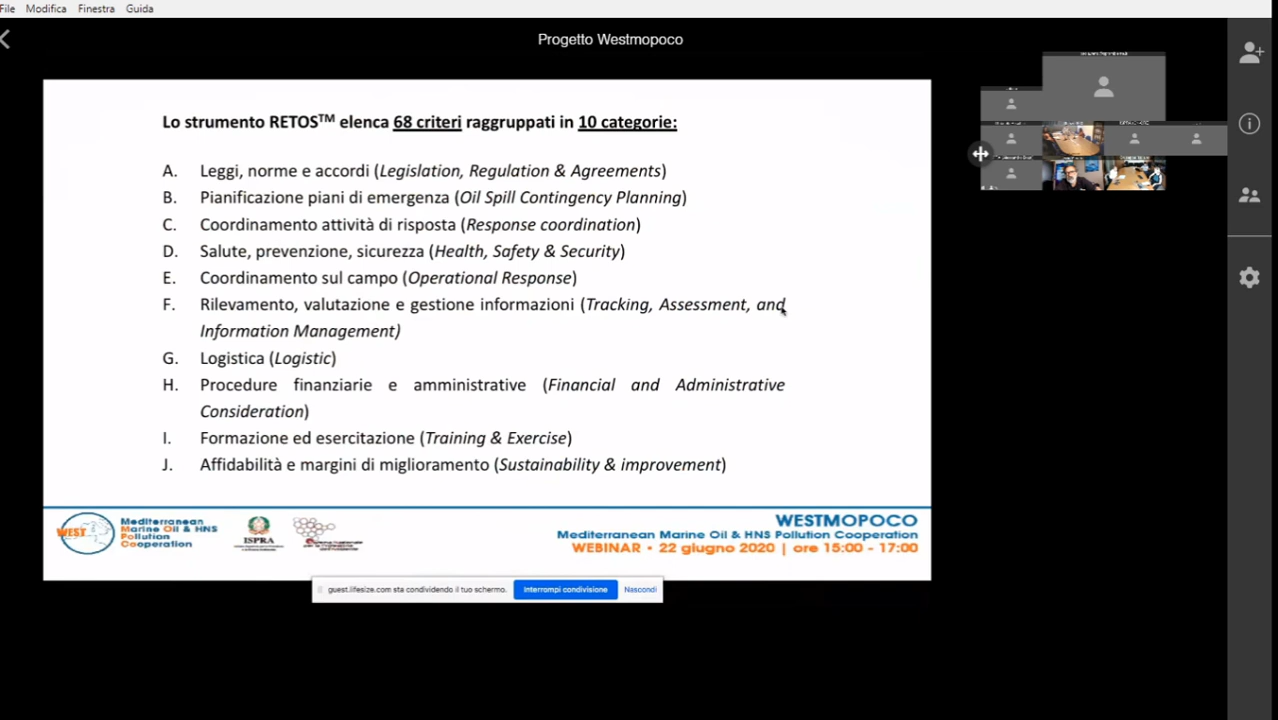 File Modifica Finestra Guida
Progetto Westmopoco
Lo strumento RETOS™ elenca 68 criteri raggruppati in 10 categorie:
A. Leggi, norme e accordi (Legislation, Regulation & Agreements)
B. Pianificazione piani di emergenza (Oil Spill Contingency Planning)
C. Coordinamento attività di risposta (Response coordination)
D. Salute, prevenzione, sicurezza (Health, Safety & Security)
E. Coordinamento sul campo (Operational Response)
F. Rilevamento, valutazione e gestione informazioni (Tracking, Assessment, and
Information Management)
G. Logistica (Logistic)
H. Procedure finanziarie e amministrative (Financial and Administrative
Consideration)
I. Formazione ed esercitazione (Training & Exercise)
J. Affidabilità e margini di miglioramento (Sustainability & improvement)
WEST
Mediterranean
Marine Oil & HNS
Pollution
Cooperation
ISPRA
WESTMOPOCO
Mediterranean Marine Oil & HNS Pollution Cooperation
WEBINAR • 22 giugno 2020 | ore 15:00 - 17:00
guest.lifesize.com sta condividendo il tuo schermo. Interrompi condivisione Nascondi